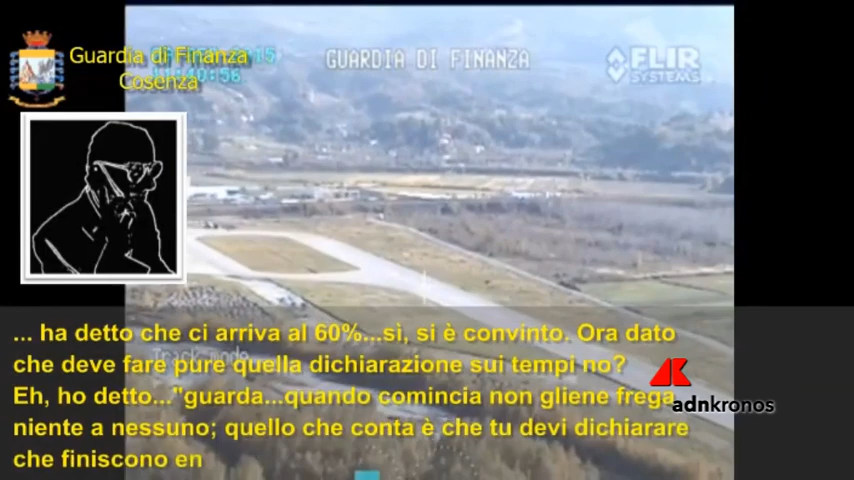 Guardia di Finanza
Cosenza
GUARDIA DI FINANZA
FLIR
SYSTEMS
... ha detto che ci arriva al 60%...sì, si è convinto. Ora dato
che deve fare pure quella dichiarazione sui tempi no?
Track mode
Eh, ho detto..."guarda...quando comincia non gliene frega
niente a nessuno; quello che conta è che tu devi dichiarare
che finiscono en
adnkronos